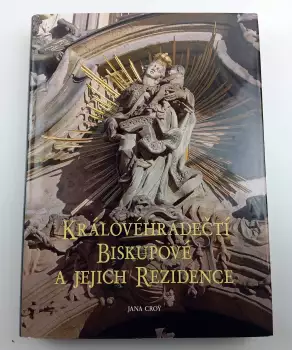 KRÁLOVÉHRADEČTÍ
BISKUPOVÉ
A JEJICH REZIDENCE
JANA CROY